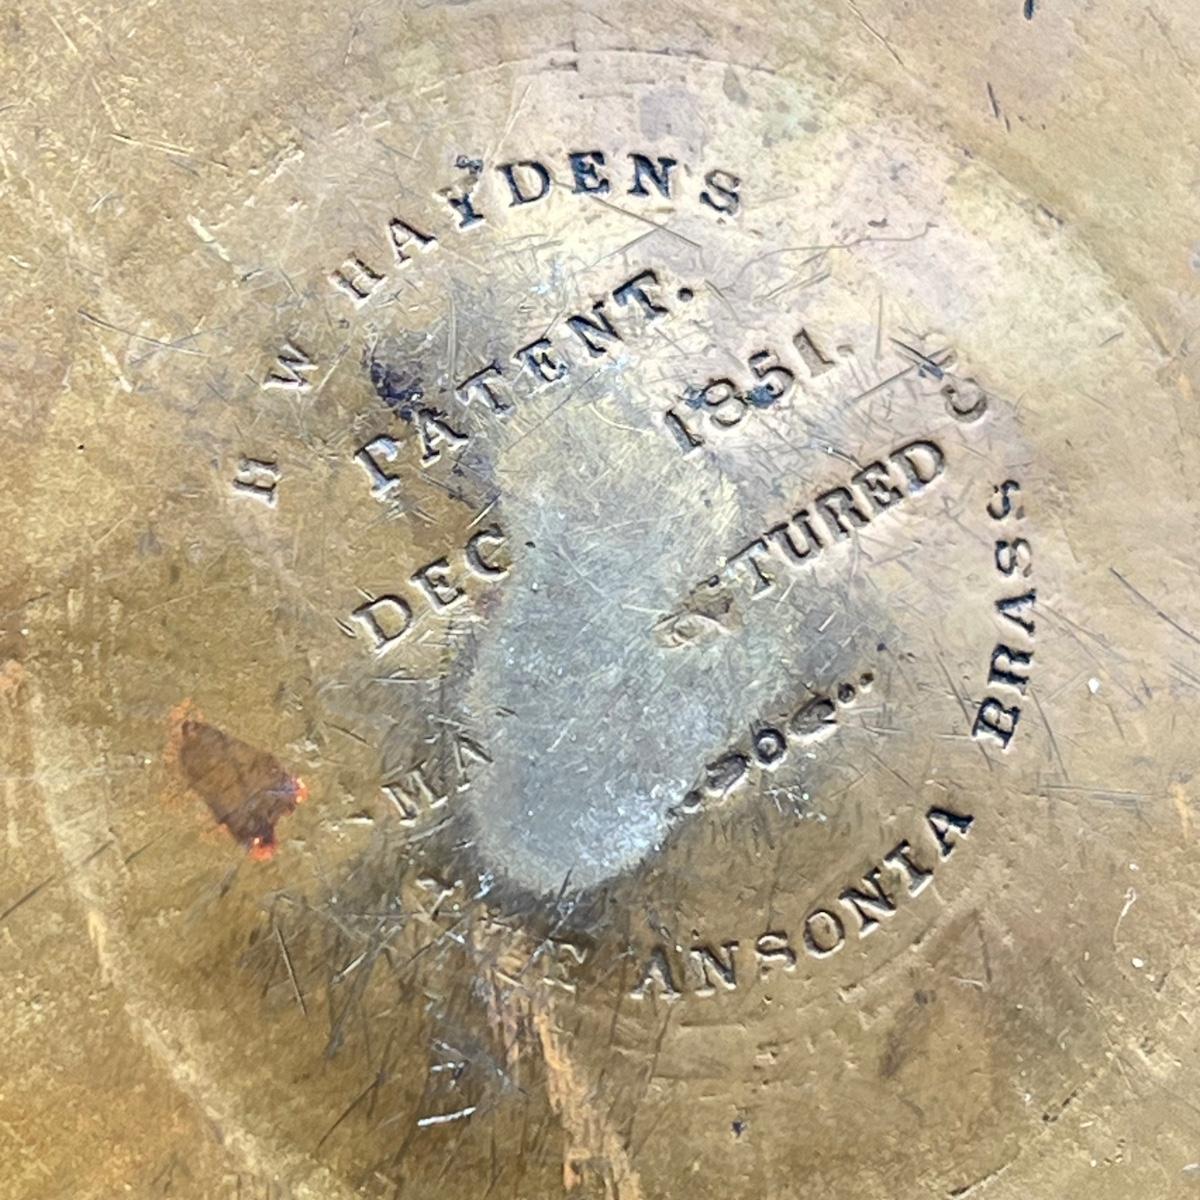 H W HAYDENS
PATENT.
DEC 1851.
MA TURED
ANSONIA BRASS